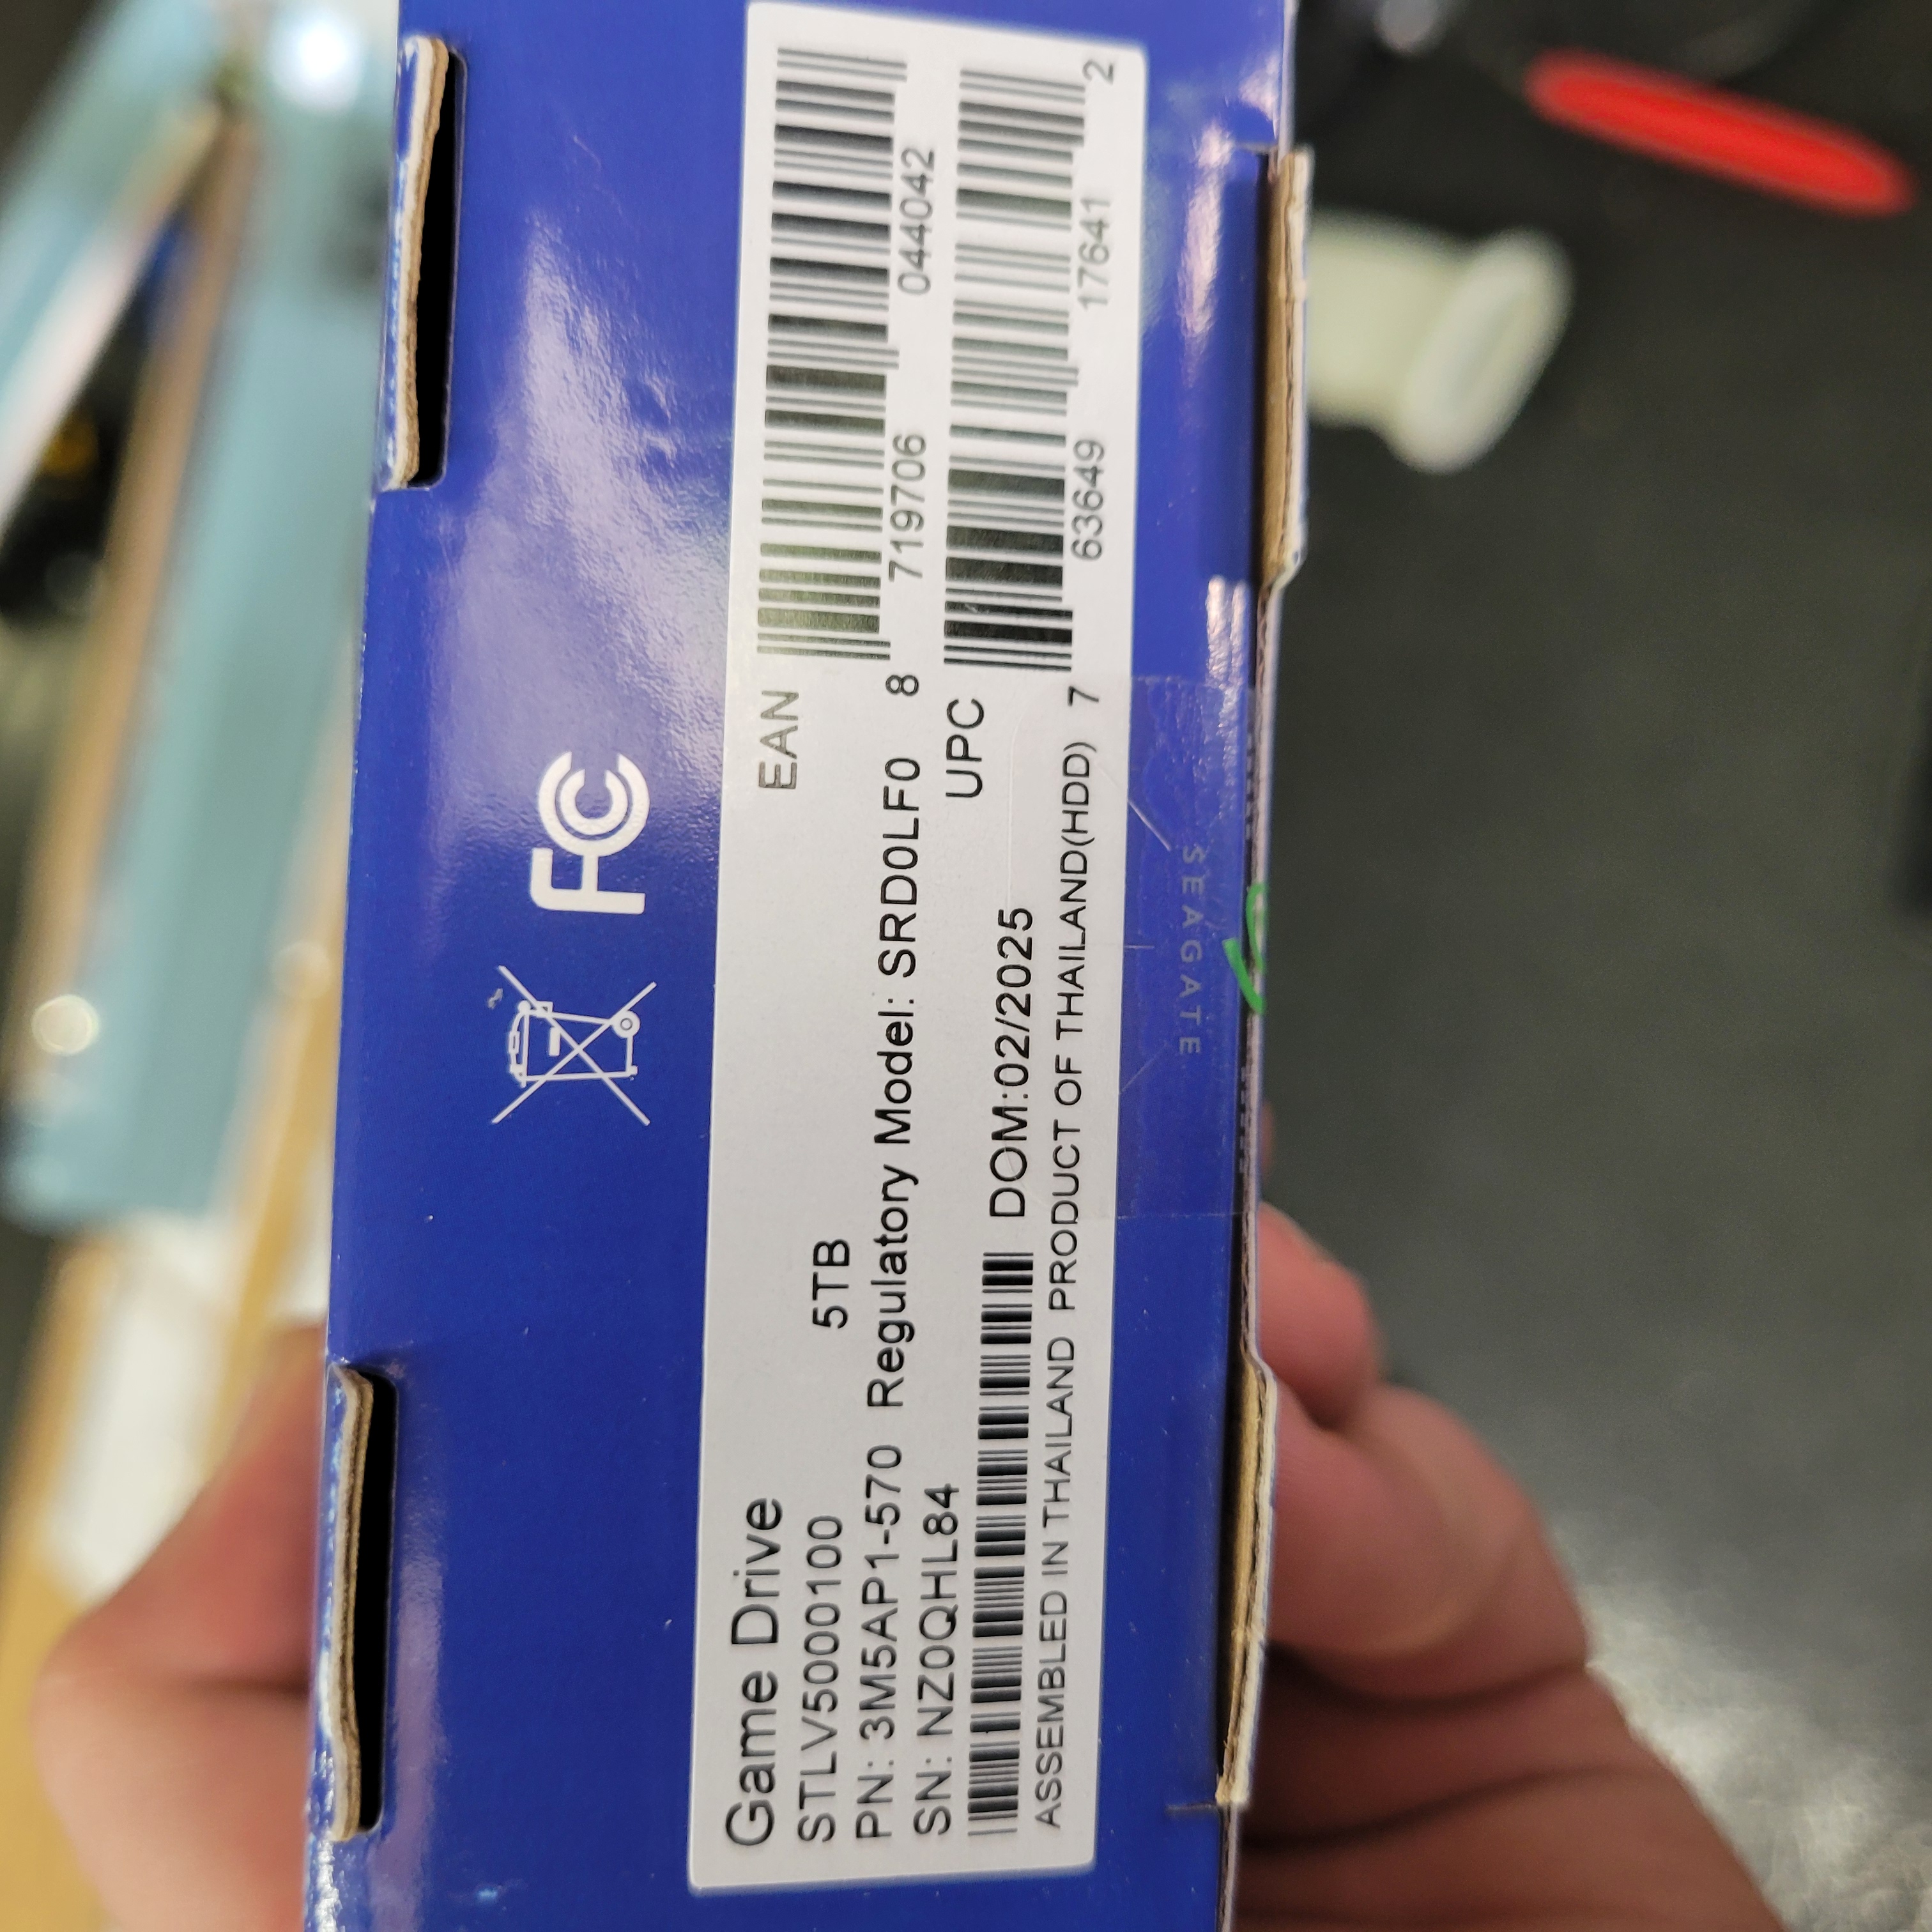 FC
Game Drive
STLV5000100 5TB
PN: 3M5AP1-570 Regulatory Model: SRD0LF0
SN: NZ0QHL84
DOM:02/2025
ASSEMBLED IN THAILAND PRODUCT OF THAILAND(HDD)
EAN
8 719706 044042
UPC
7 63649 17641 2
SEAGATE